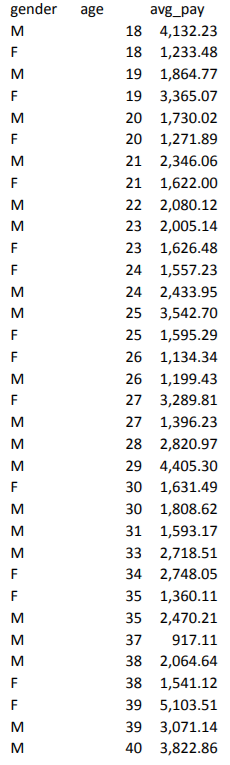 gender age avg_pay
M 18 4,132.23
F 18 1,233.48
M 19 1,864.77
F 19 3,365.07
M 20 1,730.02
F 20 1,271.89
M 21 2,346.06
F 21 1,622.00
M 22 2,080.12
M 23 2,005.14
F 23 1,626.48
F 24 1,557.23
M 24 2,433.95
M 25 3,542.70
F 25 1,595.29
F 26 1,134.34
M 26 1,199.43
F 27 3,289.81
M 27 1,396.23
M 28 2,820.97
M 29 4,405.30
F 30 1,631.49
M 30 1,808.62
M 31 1,593.17
M 33 2,718.51
F 34 2,748.05
F 35 1,360.11
M 35 2,470.21
M 37 917.11
M 38 2,064.64
F 38 1,541.12
F 39 5,103.51
M 39 3,071.14
M 40 3,822.86